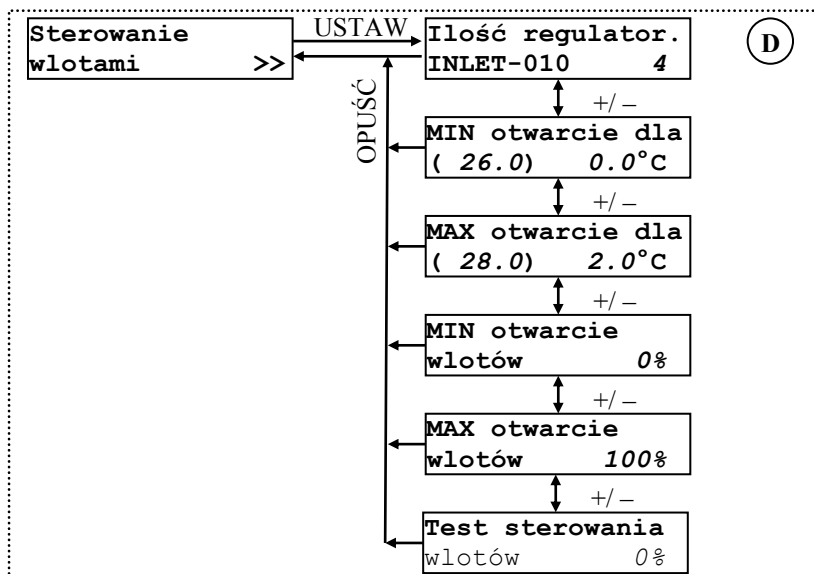 Sterowanie
wlotami >>
USTAW
OPUŚĆ
D
Ilość regulator.
INLET-010 4
+/–
MIN otwarcie dla
( 26.0) 0.0°C
+/–
MAX otwarcie dla
( 28.0) 2.0°C
+/–
MIN otwarcie
wlotów 0%
+/–
MAX otwarcie
wlotów 100%
+/–
Test sterowania
wlotów 0%